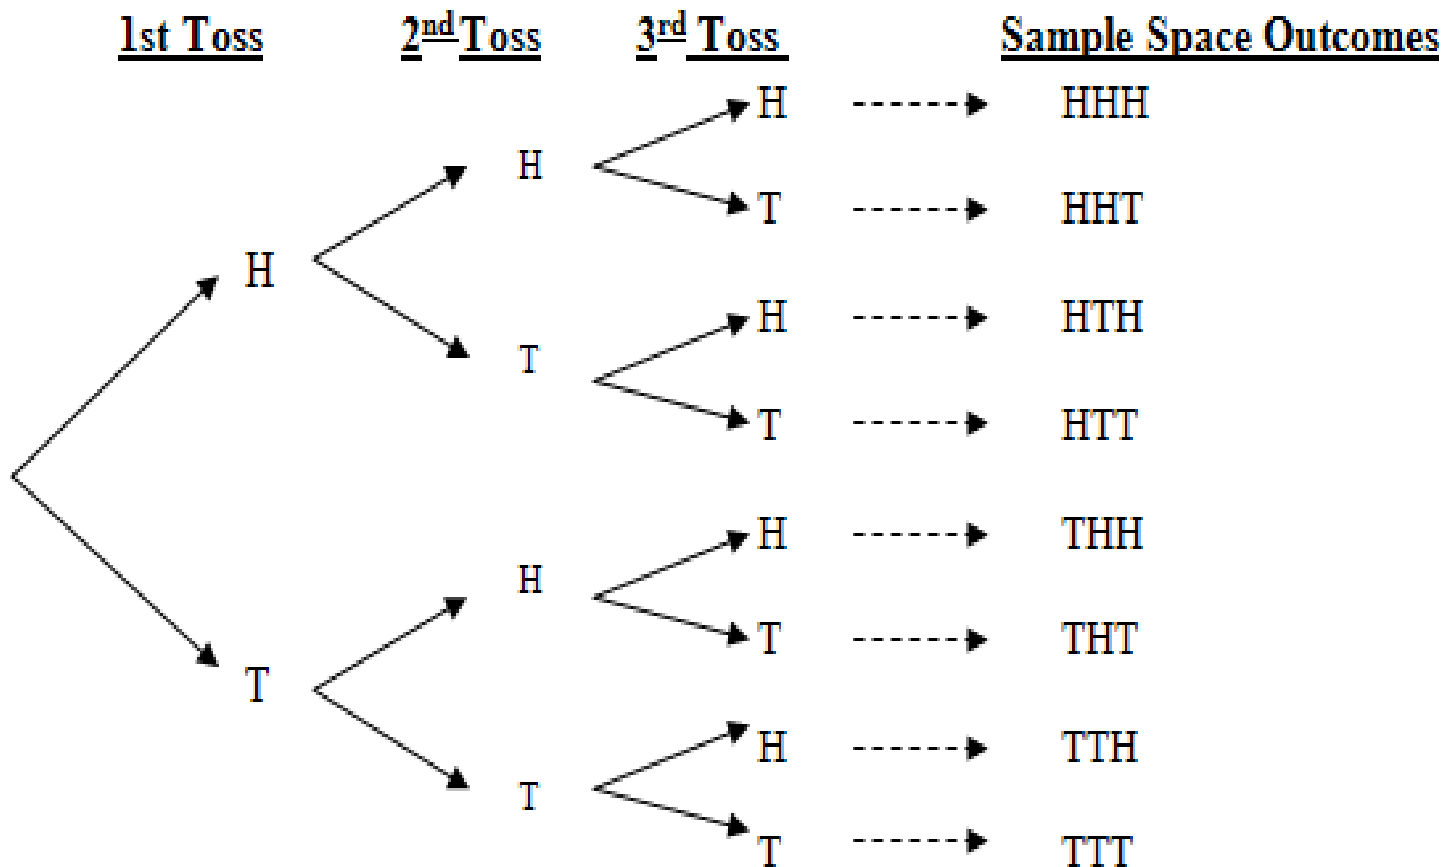 1st Toss 2nd Toss 3rd Toss Sample Space Outcomes
H HHH
H
T HHT
H
H HTH
T
T HTT
H THH
H
T THT
T
H TTH
T
T TTT